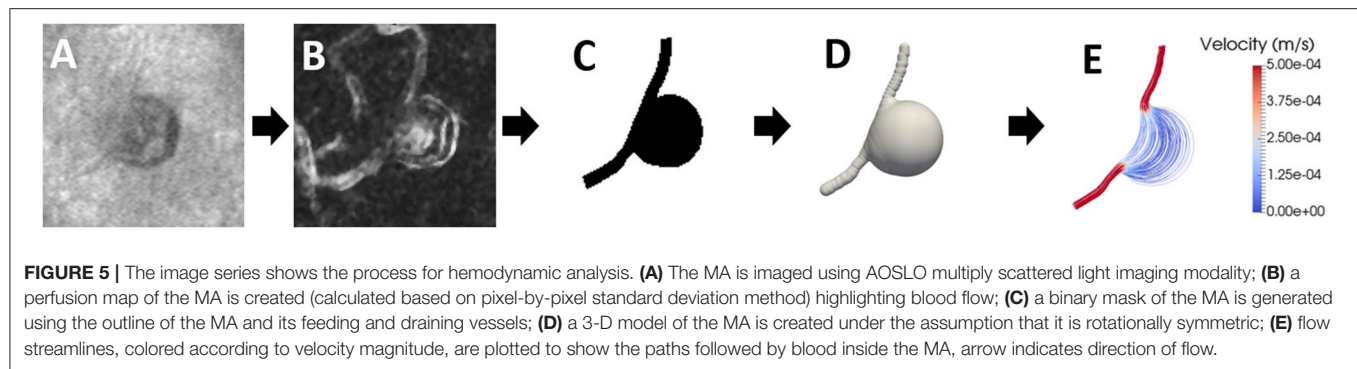 A
B
C
D
E
Velocity (m/s)
5.00e-04
3.75e-04
2.50e-04
1.25e-04
0.00e+00
FIGURE 5 | The image series shows the process for hemodynamic analysis. (A) The MA is imaged using AOSLO multiply scattered light imaging modality; (B) a
perfusion map of the MA is created (calculated based on pixel-by-pixel standard deviation method) highlighting blood flow; (C) a binary mask of the MA is generated
using the outline of the MA and its feeding and draining vessels; (D) a 3-D model of the MA is created under the assumption that it is rotationally symmetric; (E) flow
streamlines, colored according to velocity magnitude, are plotted to show the paths followed by blood inside the MA, arrow indicates direction of flow.